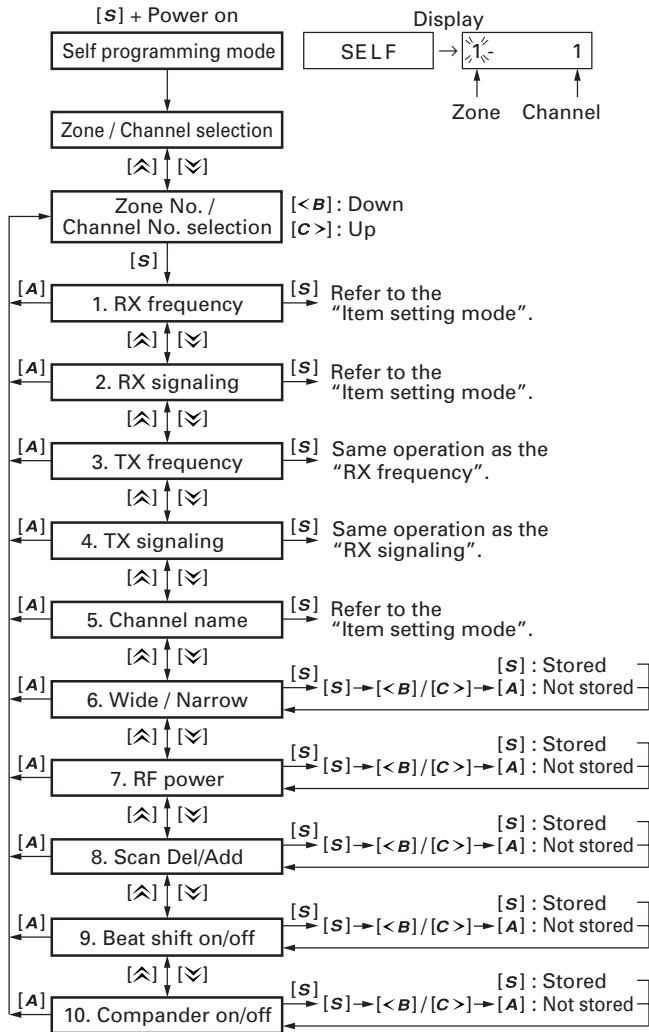 [S] + Power on
Self programming mode
Display
SELF → 1- 1
Zone Channel
Zone / Channel selection
[︽] [︾]
Zone No. /
Channel No. selection
[<B] : Down
[C>] : Up
[S]
[A] 1. RX frequency [S] Refer to the
"Item setting mode".
[︽] [︾]
[A] 2. RX signaling [S] Refer to the
"Item setting mode".
[︽] [︾]
[A] 3. TX frequency [S] Same operation as the
"RX frequency".
[︽] [︾]
[A] 4. TX signaling [S] Same operation as the
"RX signaling".
[︽] [︾]
[A] 5. Channel name [S] Refer to the
"Item setting mode".
[︽] [︾]
[A] 6. Wide / Narrow [S] [S]→[<B]/[C>]→ [S] : Stored
[A] : Not stored
[︽] [︾]
[A] 7. RF power [S] [S]→[<B]/[C>]→ [S] : Stored
[A] : Not stored
[︽] [︾]
[A] 8. Scan Del/Add [S] [S]→[<B]/[C>]→ [S] : Stored
[A] : Not stored
[︽] [︾]
[A] 9. Beat shift on/off [S] [S]→[<B]/[C>]→ [S] : Stored
[A] : Not stored
[︽] [︾]
[A] 10. Compander on/off [S] [S]→[<B]/[C>]→ [S] : Stored
[A] : Not stored